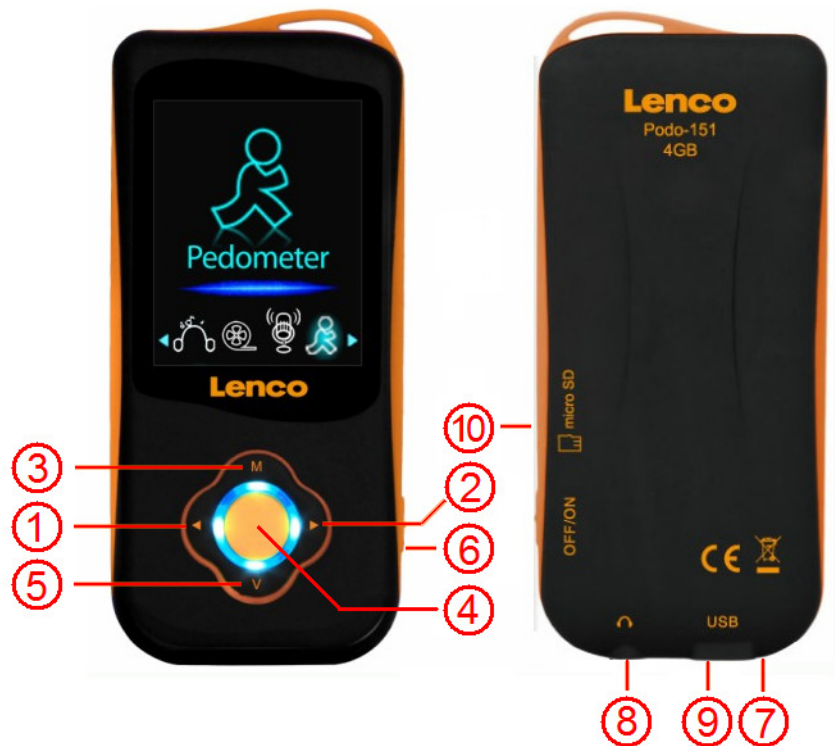 Pedometer
Lenco
M
V
③
①
⑤
②
⑥
④
Lenco
Podo-151
4GB
micro SD
OFF/ON
CE
USB
⑩
⑧
⑨
⑦